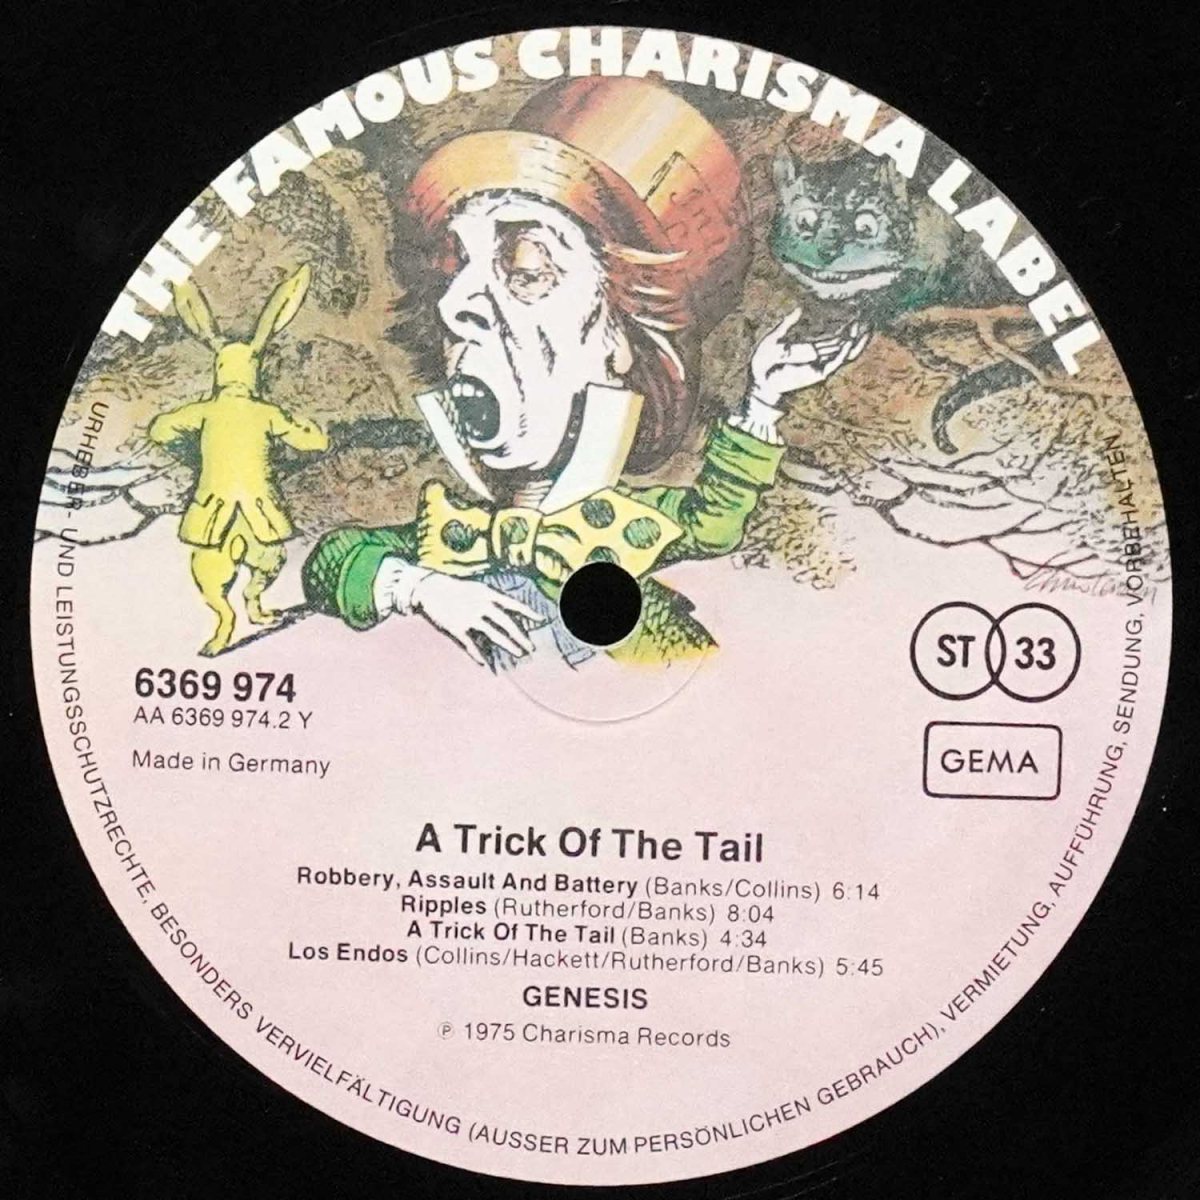 THE FAMOUS CHARISMA LABEL
6369 974
AA 6369 974.2 Y
Made in Germany
ST 33
GEMA
A Trick Of The Tail
Robbery, Assault And Battery (Banks/Collins) 6:14
Ripples (Rutherford/Banks) 8:04
A Trick Of The Tail (Banks) 4:34
Los Endos (Collins/Hackett/Rutherford/Banks) 5:45
GENESIS
℗ 1975 Charisma Records
URHEBER- UND LEISTUNGSSCHUTZRECHTE, BESONDERS VERVIELFÄLTIGUNG (AUSSER ZUM PERSÖNLICHEN GEBRAUCH), VERMIETUNG, AUFFÜHRUNG, SENDUNG, VORBEHALTEN